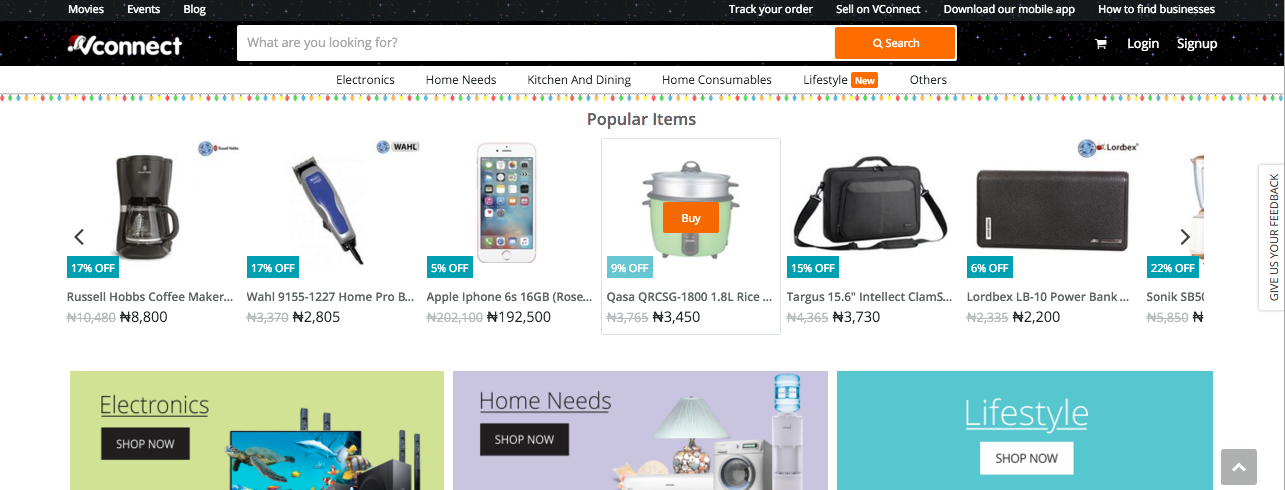 Movies Events Blog Track your order Sell on VConnect Download our mobile app How to find businesses
Vconnect What are you looking for? Search Login Signup
Electronics Home Needs Kitchen And Dining Home Consumables Lifestyle New Others
Popular Items
Russell Hobbs WAHL Lordbex
Buy
17% OFF 17% OFF 5% OFF 9% OFF 15% OFF 6% OFF 22% OFF
Russell Hobbs Coffee Maker... Wahl 9155-1227 Home Pro B... Apple Iphone 6s 16GB (Rose... Qasa QRCSG-1800 1.8L Rice ... Targus 15.6" Intellect ClamS... Lordbex LB-10 Power Bank ... Sonik SB50
₦10,480 ₦8,800 ₦3,370 ₦2,805 ₦202,100 ₦192,500 ₦3,765 ₦3,450 ₦4,365 ₦3,730 ₦2,335 ₦2,200 ₦5,850 ₦
GIVE US YOUR FEEDBACK
Electronics Home Needs Lifestyle
SHOP NOW SHOP NOW SHOP NOW